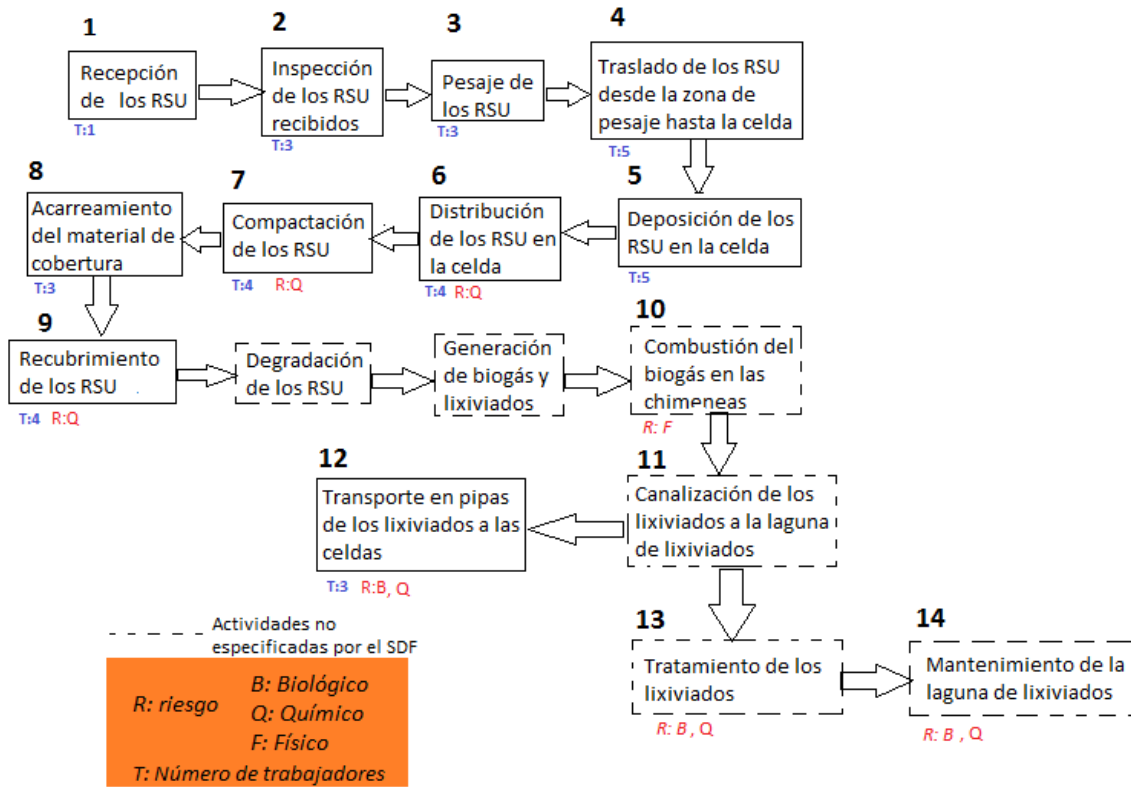 1
Recepción
de los RSU
T:1
2
Inspección
de los RSU
recibidos
T:3
3
Pesaje de
los RSU
T:3
4
Traslado de los RSU
desde la zona de
pesaje hasta la celda
T:5
5
Deposición de los
RSU en la celda
T:5
6
Distribución
de los RSU en
la celda
T:4 R:Q
7
Compactación
de los RSU
T:4 R:Q
8
Acarreamiento
del material de
cobertura
T:3
9
Recubrimiento
de los RSU .
T:4 R:Q
Degradación
de los RSU
Generación
de biogás y
lixiviados
10
Combustión del
biogás en las
chimeneas
R: F
11
Canalización de los
lixiviados a la laguna
de lixiviados
12
Transporte en pipas
de los lixiviados a las
celdas
T:3 R:B, Q
13
Tratamiento de los
lixiviados
R: B, Q
14
Mantenimiento de la
laguna de lixiviados
R: B , Q
Actividades no
especificadas por el SDF
R: riesgo
B: Biológico
Q: Químico
F: Físico
T: Número de trabajadores